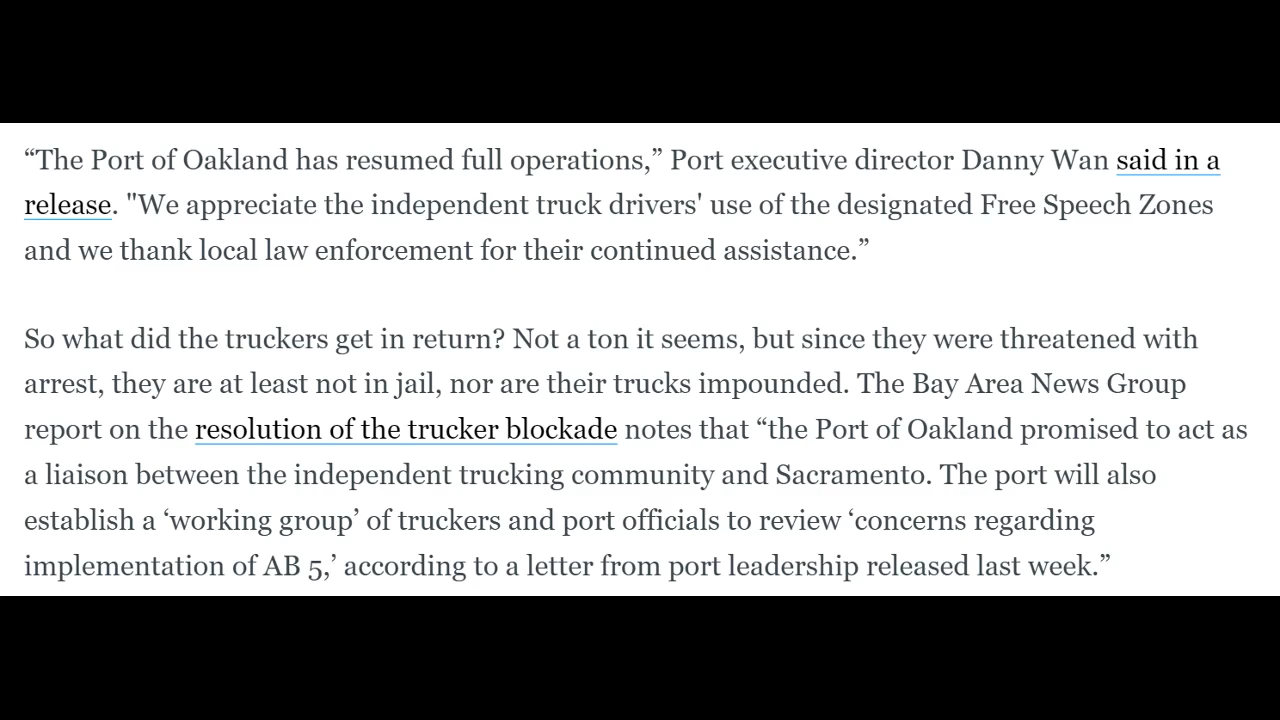 “The Port of Oakland has resumed full operations,” Port executive director Danny Wan said in a
release. "We appreciate the independent truck drivers' use of the designated Free Speech Zones
and we thank local law enforcement for their continued assistance.”
So what did the truckers get in return? Not a ton it seems, but since they were threatened with
arrest, they are at least not in jail, nor are their trucks impounded. The Bay Area News Group
report on the resolution of the trucker blockade notes that “the Port of Oakland promised to act as
a liaison between the independent trucking community and Sacramento. The port will also
establish a ‘working group’ of truckers and port officials to review ‘concerns regarding
implementation of AB 5,’ according to a letter from port leadership released last week.”